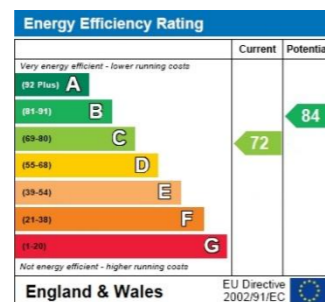 Energy Efficiency Rating
Current Potentia
Very energy efficient - lower running costs
(92 Plus) A
(81-91) B
84
(69-80) C
72
(55-68) D
(39-54) E
(21-38) F
(1-20) G
Not energy efficient - higher running costs
England & Wales
EU Directive
2002/91/EC